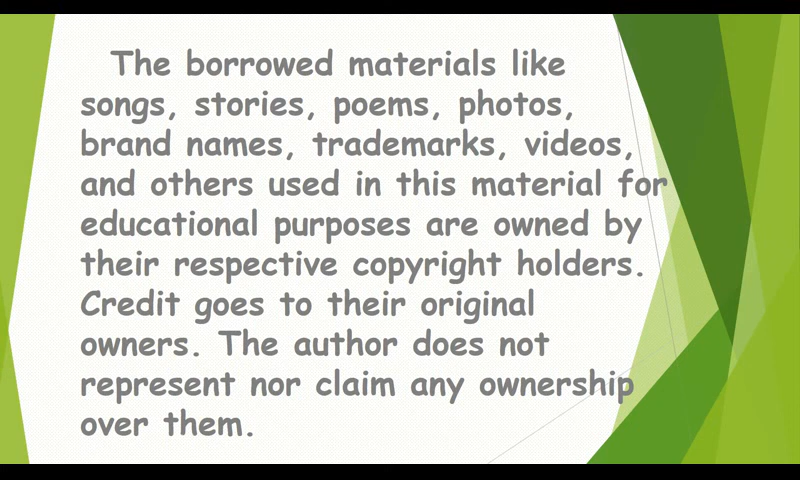 The borrowed materials like
songs, stories, poems, photos,
brand names, trademarks, videos,
and others used in this material for
educational purposes are owned by
their respective copyright holders.
Credit goes to their original
owners. The author does not
represent nor claim any ownership
over them.